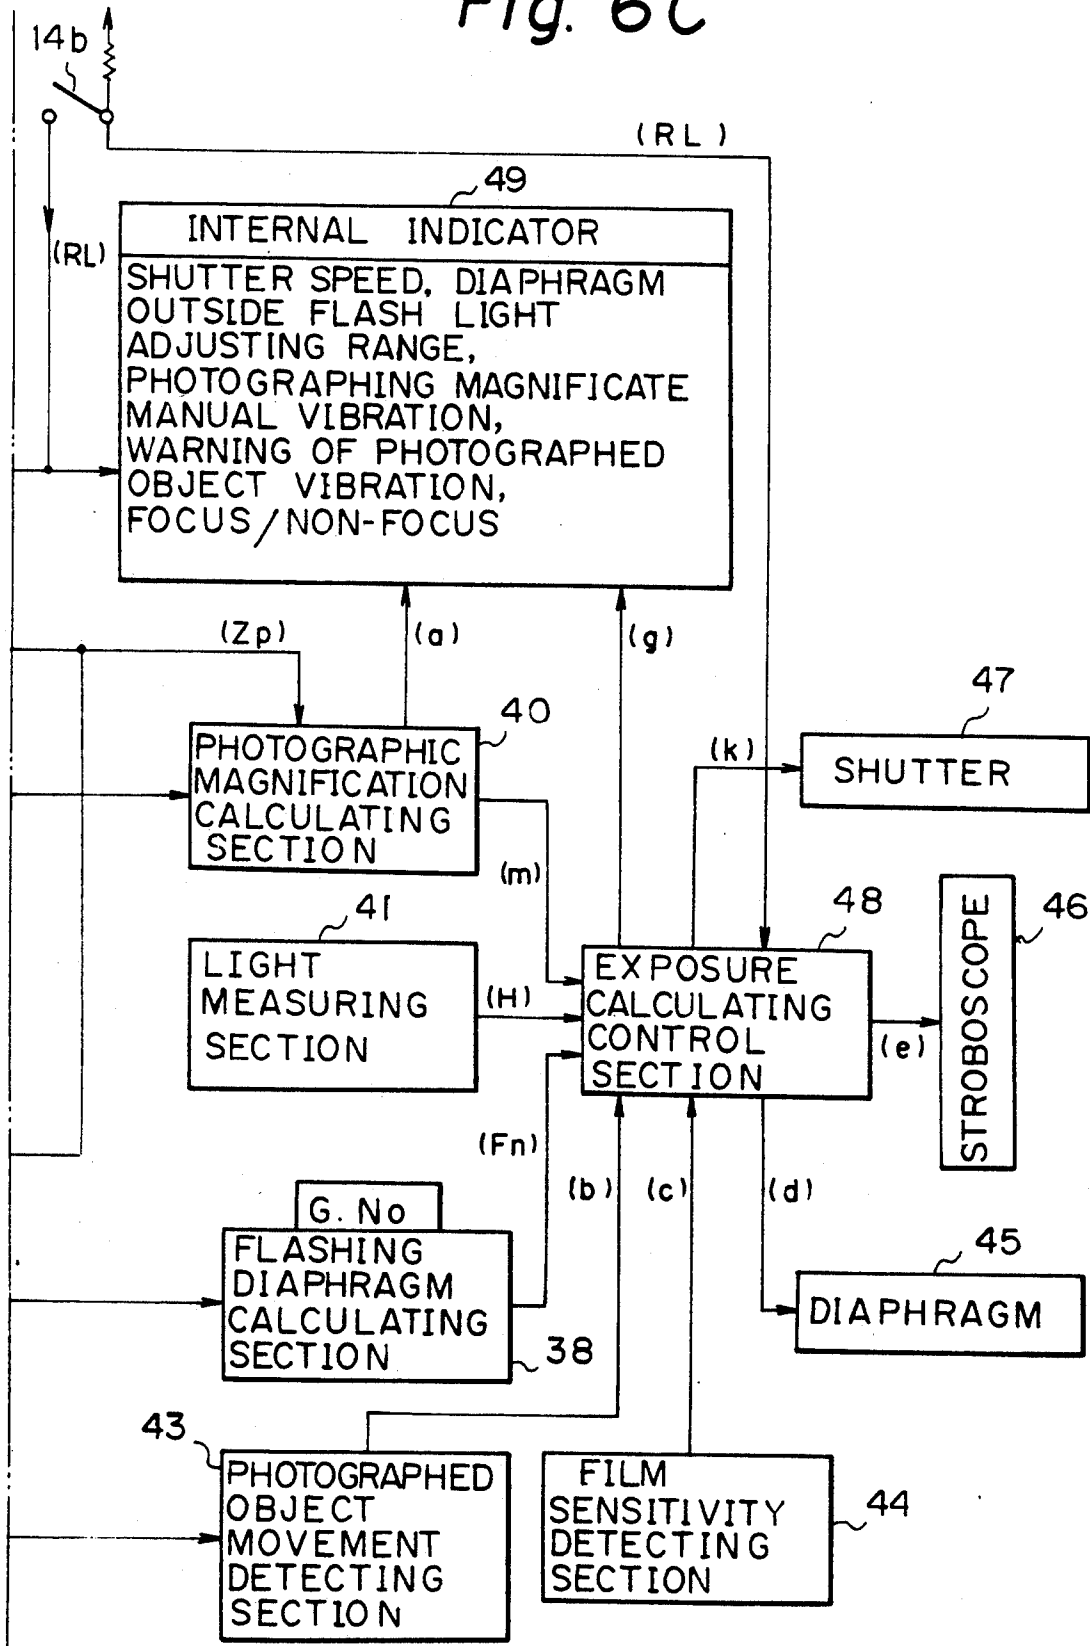 Fig. 6C
14b
(RL)
(RL)
49
INTERNAL INDICATOR
SHUTTER SPEED, DIAPHRAGM
OUTSIDE FLASH LIGHT
ADJUSTING RANGE,
PHOTOGRAPHING MAGNIFICATE
MANUAL VIBRATION,
WARNING OF PHOTOGRAPHED
OBJECT VIBRATION,
FOCUS/NON-FOCUS
(Zp)
(a)
(g)
40
PHOTOGRAPHIC
MAGNIFICATION
CALCULATING
SECTION
(k)
47
SHUTTER
(m)
41
LIGHT
MEASURING
SECTION
(H)
48
EXPOSURE
CALCULATING
CONTROL
SECTION
(e)
46
STROBOSCOPE
(Fn)
(b)
(c)
(d)
G. No
FLASHING
DIAPHRAGM
CALCULATING
SECTION
38
45
DIAPHRAGM
43
PHOTOGRAPHED
OBJECT
MOVEMENT
DETECTING
SECTION
FILM
SENSITIVITY
DETECTING
SECTION
44